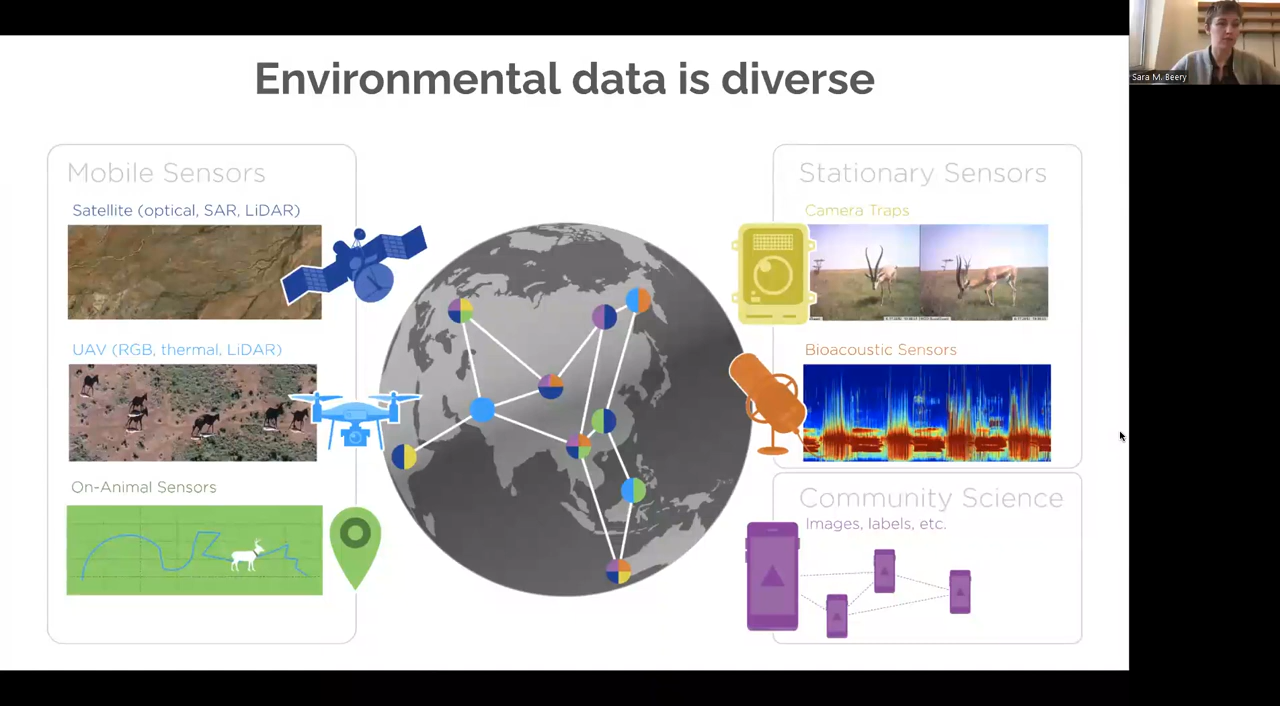 Environmental data is diverse
Sara M. Beery
Mobile Sensors
Satellite (optical, SAR, LiDAR)
UAV (RGB, thermal, LiDAR)
On-Animal Sensors
Stationary Sensors
Camera Traps
Bioacoustic Sensors
Community Science
Images, labels, etc.